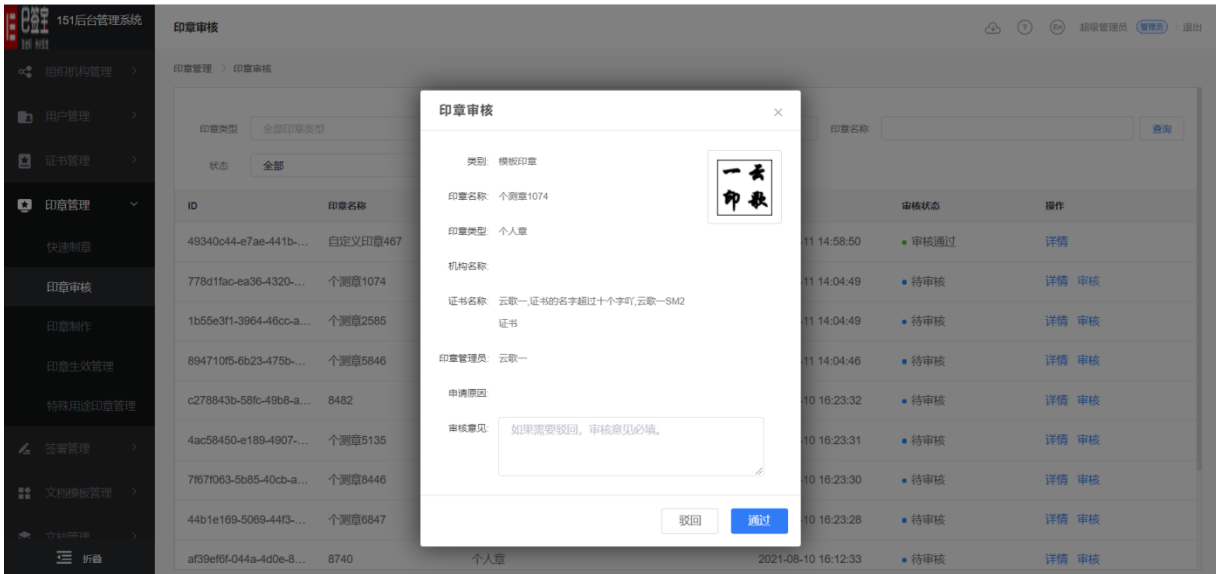 151后台管理系统
组织机构管理
用户管理
证书管理
印章管理
快速制章
印章审核
印章制作
印章生效管理
特殊用途印章管理
签署管理
文档模板管理
文档管理
折叠
印章审核
En 超级管理员 管理员 退出
印章管理 > 印章审核
印章类型 全部印章类型 印章名称 查询
状态 全部
ID 印章名称 审核状态 操作
49340c44-e7ae-441b-... 自定义印章467 -11 14:58:50 审核通过 详情
778d1fac-ea36-4320-... 个测章1074 -11 14:04:49 待审核 详情 审核
1b55e3f1-3964-46cc-a... 个测章2585 -11 14:04:49 待审核 详情 审核
894710f5-6b23-475b-... 个测章5846 -11 14:04:46 待审核 详情 审核
c278843b-58fc-49b8-a... 8482 -10 16:23:32 待审核 详情 审核
4ac58450-e189-4907-... 个测章5135 -10 16:23:31 待审核 详情 审核
7f67f063-5b85-40cb-a... 个测章8446 -10 16:23:30 待审核 详情 审核
44b1e169-5069-44f3-... 个测章6847 -10 16:23:28 待审核 详情 审核
af39ef6f-044a-4d0e-8... 8740 个人章 2021-08-10 16:12:33 待审核 详情 审核
印章审核
类别: 模板印章
印章名称: 个测章1074
印章类型: 个人章
机构名称:
证书名称: 云歌一,证书的名字超过十个字吖,云歌一SM2
证书
印章管理员: 云歌一
申请原因:
审核意见: 如果需要驳回，审核意见必填。
驳回 通过
一云
印歌